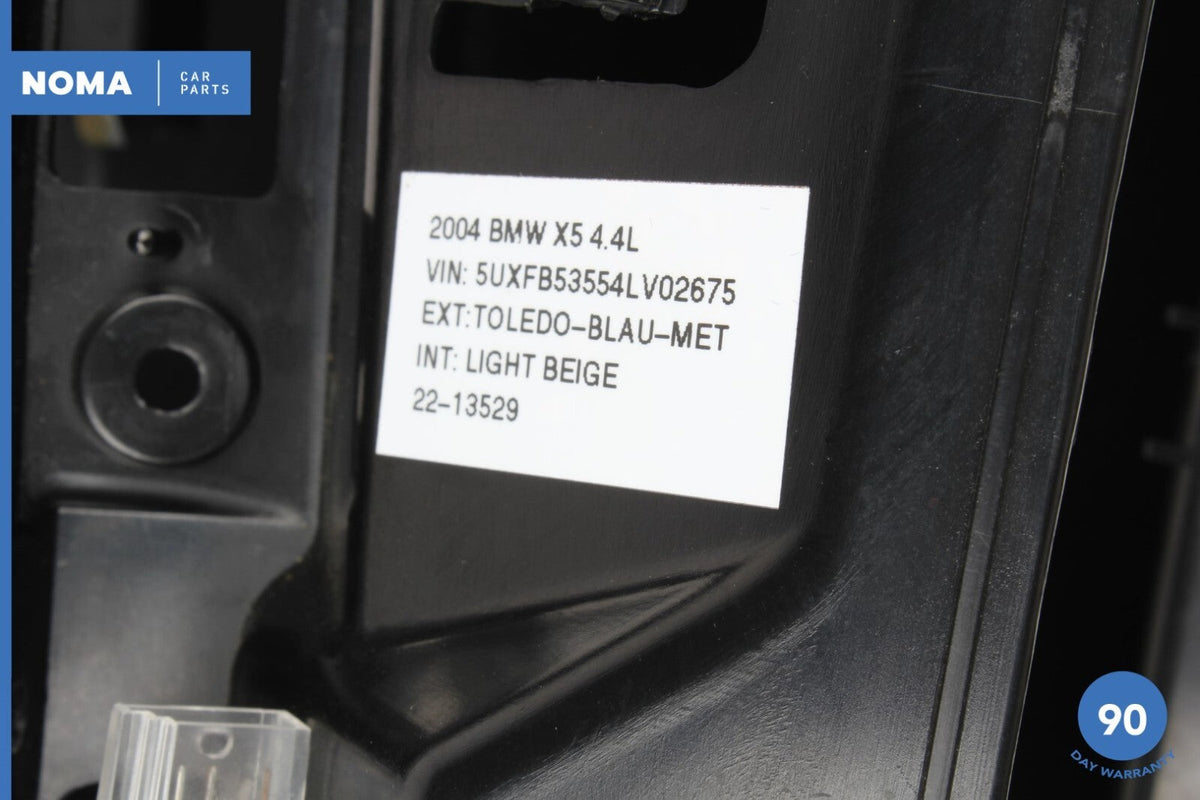 NOMA
CAR
PARTS
2004 BMW X5 4.4L
VIN: 5UXFB53554LV02675
EXT:TOLEDO-BLAU-MET
INT: LIGHT BEIGE
22-13529
90
DAY WARRANTY